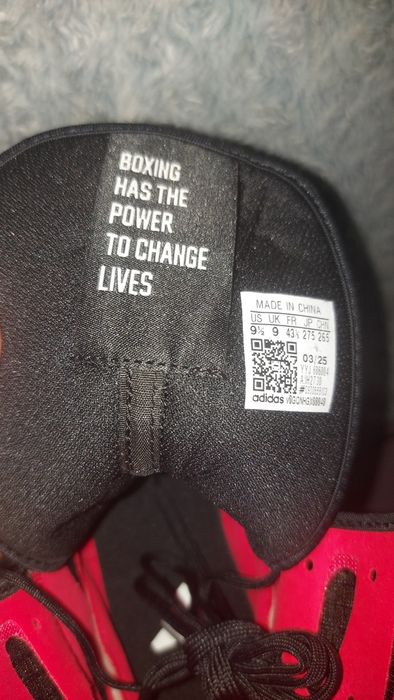 BOXING
HAS THE
POWER
TO CHANGE
LIVES
MADE IN CHINA
US UK FR JP CHN
9½ 9 43⅓ 275 265
03/25
adidas